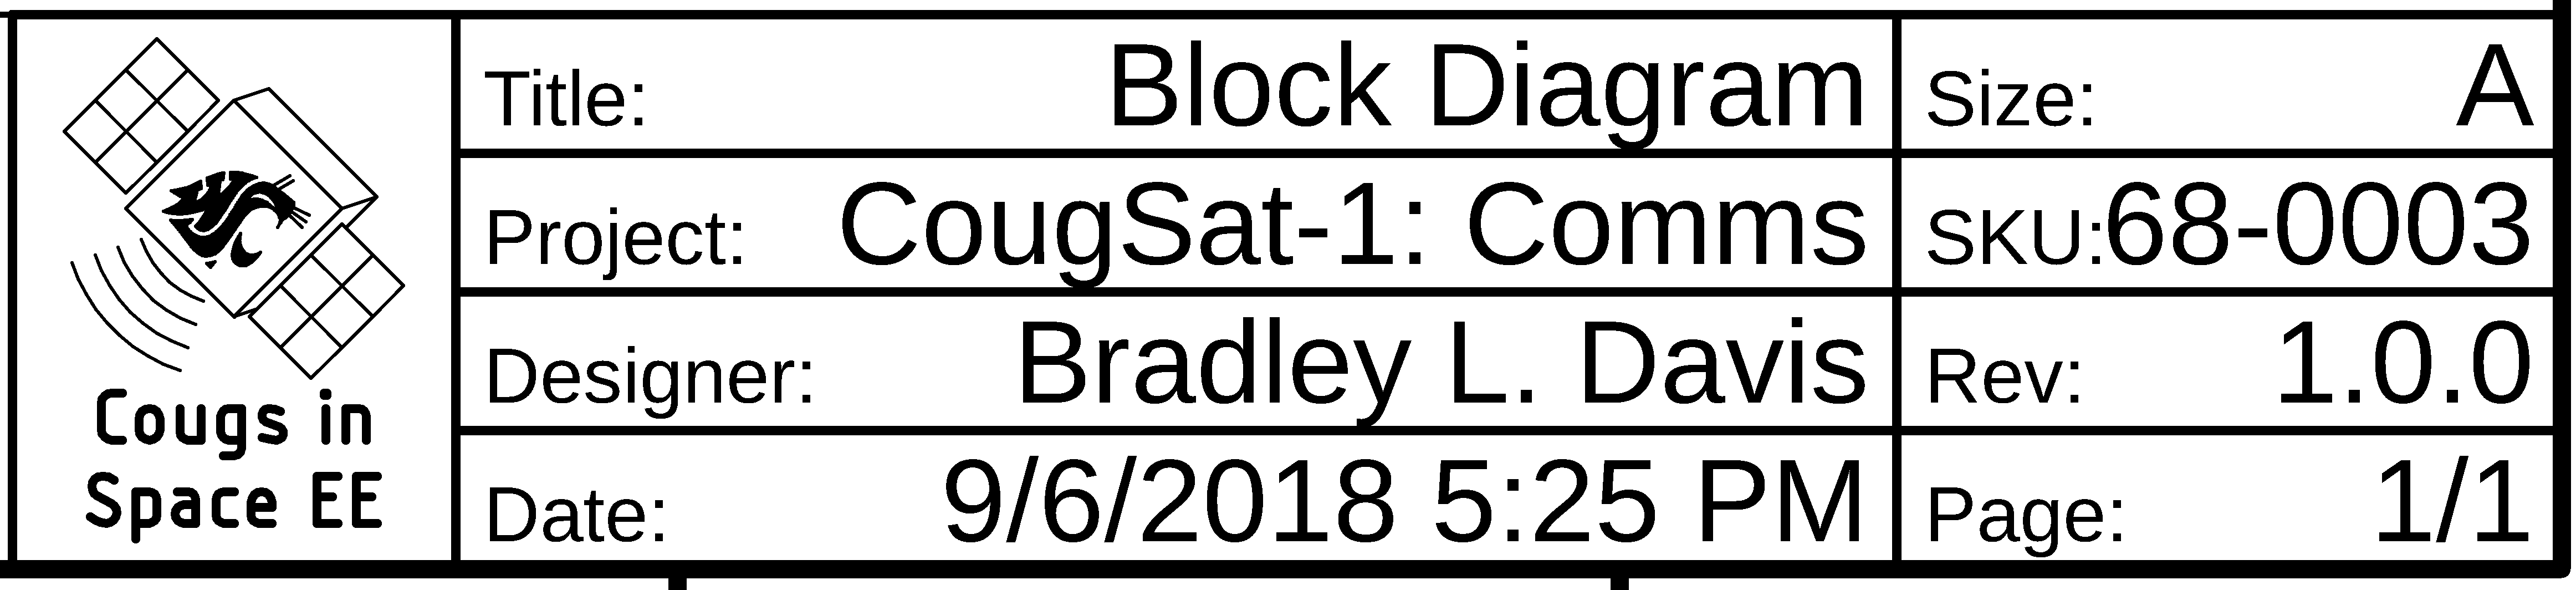 Title: Block Diagram Size: A
Project: CougSat-1: Comms SKU:68-0003
Designer: Bradley L. Davis Rev: 1.0.0
Date: 9/6/2018 5:25 PM Page: 1/1
Cougs in
Space EE